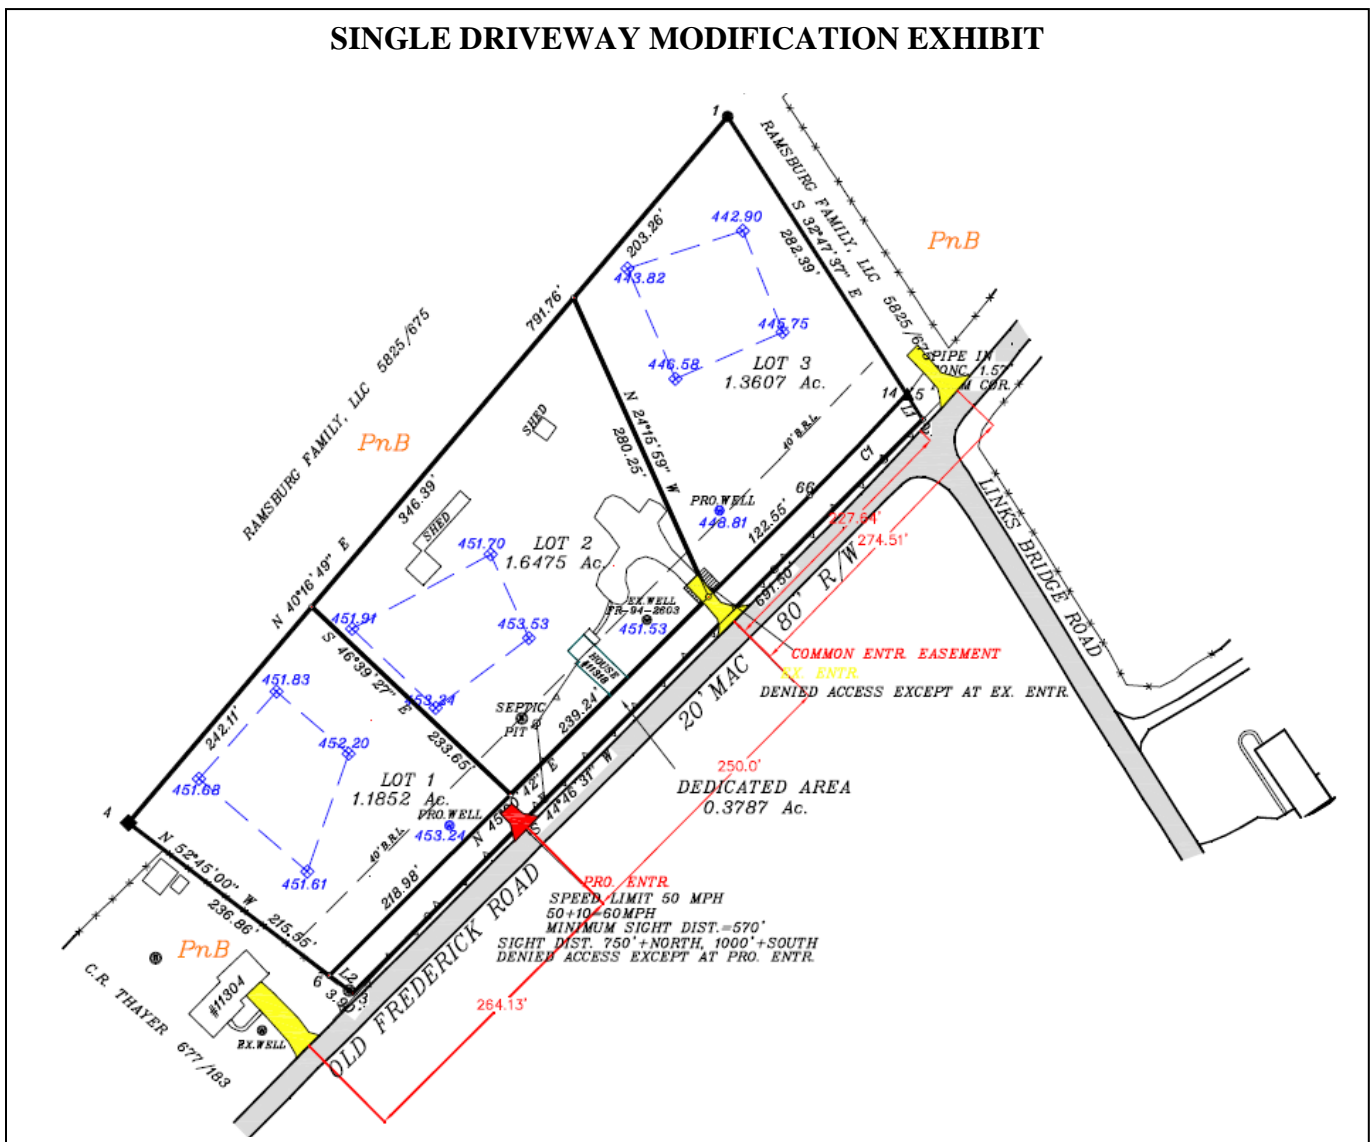 SINGLE DRIVEWAY MODIFICATION EXHIBIT
1
RAMSBURG FAMILY, LLC 5825/67
S 32°47'37" E
282.39'
PnB
442.90
203.26'
443.82
791.76'
445.75
446.58
LOT 3
1.3607 Ac.
PIPE IN
CONC. 1.57'
COR.
14
5
L1
2
40' B.R.L.
C1
RAMSBURG FAMILY, LLC 5825/675
PnB
SHED
N 24°15'59" W
280.25'
346.39'
SHED
PRO.WELL
448.81
66
122.55'
227.64'
274.51'
LINKS BRIDGE ROAD
451.70
LOT 2
1.6475 Ac.
N 40°16'49" E
451.91
453.53
EX.WELL
FR-94-2603
451.53
691.50'
80' R/W
COMMON ENTR. EASEMENT
EX. ENTR.
DENIED ACCESS EXCEPT AT EX. ENTR.
S 46°39'27" E
HOUSE
#11318
20' MAC
451.83
453.24
SEPTIC
PIT
239.24'
242.11'
452.20
233.65'
250.0'
DEDICATED AREA
0.3787 Ac.
451.68
LOT 1
1.1852 Ac.
PRO.WELL
453.24
4
S 44°46'31" W
40' B.R.L.
N 52°45'00" W
236.86'
215.55'
451.61
218.98'
PRO. ENTR.
SPEED LIMIT 50 MPH
50+10=60MPH
MINIMUM SIGHT DIST.=570'
SIGHT DIST. 750'+NORTH, 1000'+SOUTH
DENIED ACCESS EXCEPT AT PRO. ENTR.
PnB
6
L2
3
OLD FREDERICK ROAD
264.13'
C.R. THAYER 677/183
#11304
EX.WELL